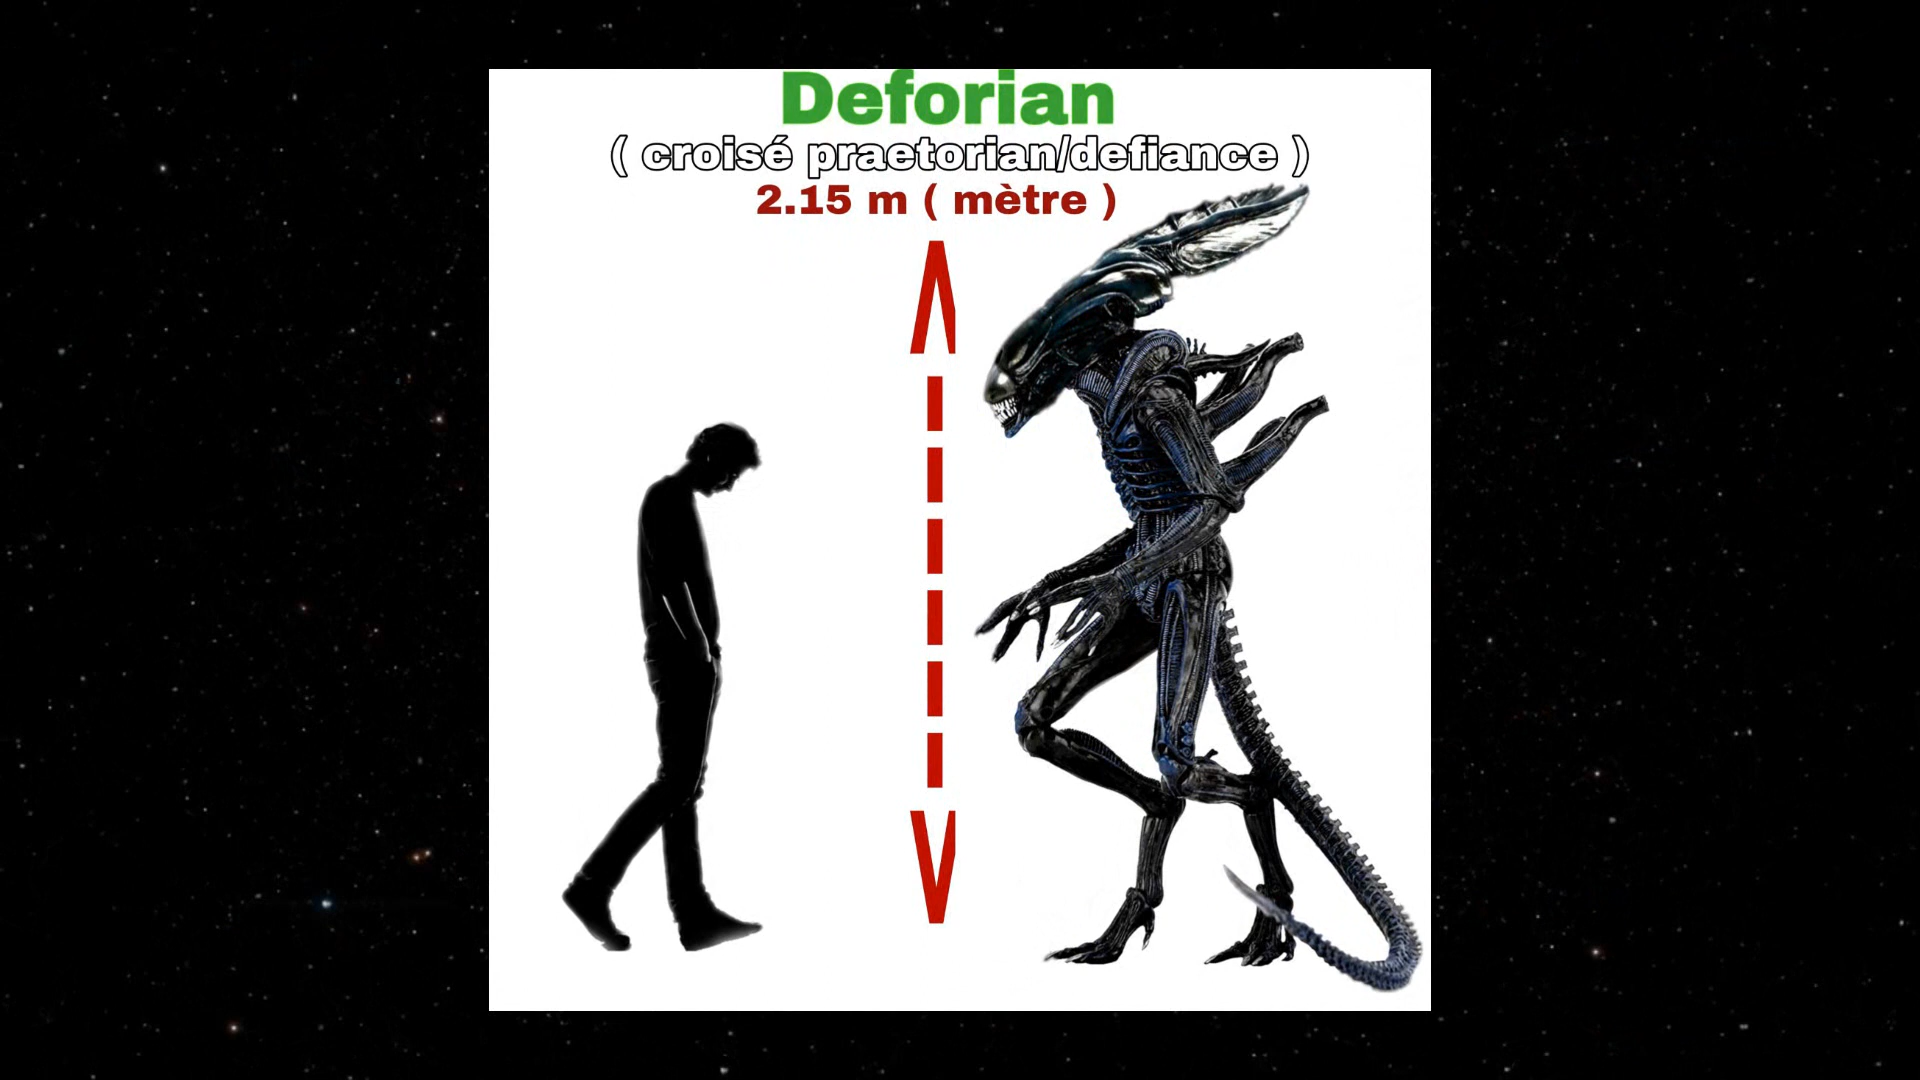 Deforian
( croisé praetorian/defiance )
2.15 m ( mètre )